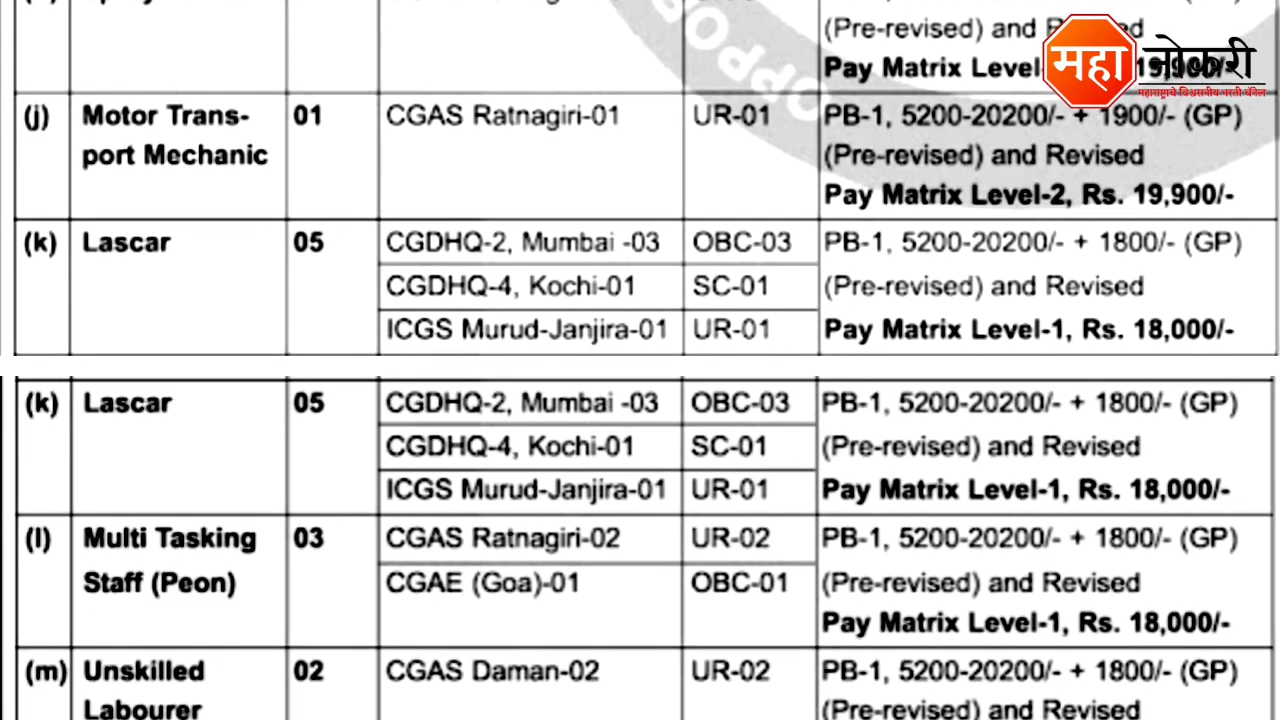 (Pre-revised) and Revised
Pay Matrix Level- 19,900/-
महा नोकरी
महाराष्ट्राचे विश्वसनीय भरती चॅनेल
OPPO
(j) Motor Trans- 01 CGAS Ratnagiri-01 UR-01 PB-1, 5200-20200/- + 1900/- (GP)
port Mechanic (Pre-revised) and Revised
Pay Matrix Level-2, Rs. 19,900/-
(k) Lascar 05 CGDHQ-2, Mumbai -03 OBC-03 PB-1, 5200-20200/- + 1800/- (GP)
CGDHQ-4, Kochi-01 SC-01 (Pre-revised) and Revised
ICGS Murud-Janjira-01 UR-01 Pay Matrix Level-1, Rs. 18,000/-
(k) Lascar 05 CGDHQ-2, Mumbai -03 OBC-03 PB-1, 5200-20200/- + 1800/- (GP)
CGDHQ-4, Kochi-01 SC-01 (Pre-revised) and Revised
ICGS Murud-Janjira-01 UR-01 Pay Matrix Level-1, Rs. 18,000/-
(l) Multi Tasking 03 CGAS Ratnagiri-02 UR-02 PB-1, 5200-20200/- + 1800/- (GP)
Staff (Peon) CGAE (Goa)-01 OBC-01 (Pre-revised) and Revised
Pay Matrix Level-1, Rs. 18,000/-
(m) Unskilled 02 CGAS Daman-02 UR-02 PB-1, 5200-20200/- + 1800/- (GP)
Labourer (Pre-revised) and Revised